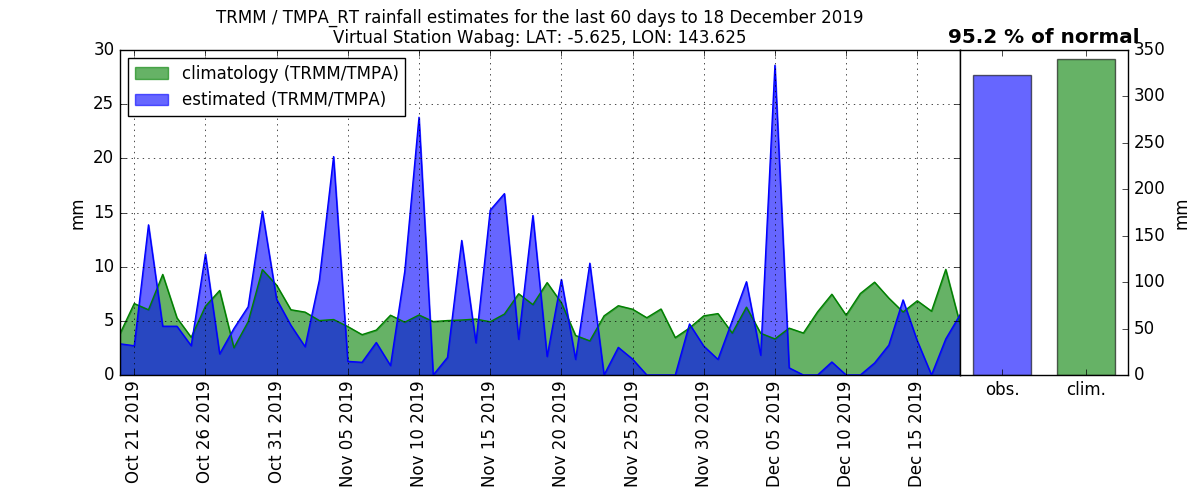 TRMM / TMPA_RT rainfall estimates for the last 60 days to 18 December 2019
Virtual Station Wabag: LAT: -5.625, LON: 143.625
95.2 % of normal
climatology (TRMM/TMPA)
estimated (TRMM/TMPA)
mm
30
25
20
15
10
5
0
Oct 21 2019
Oct 26 2019
Oct 31 2019
Nov 05 2019
Nov 10 2019
Nov 15 2019
Nov 20 2019
Nov 25 2019
Nov 30 2019
Dec 05 2019
Dec 10 2019
Dec 15 2019
obs.
clim.
350
300
250
200
150
100
50
0
mm